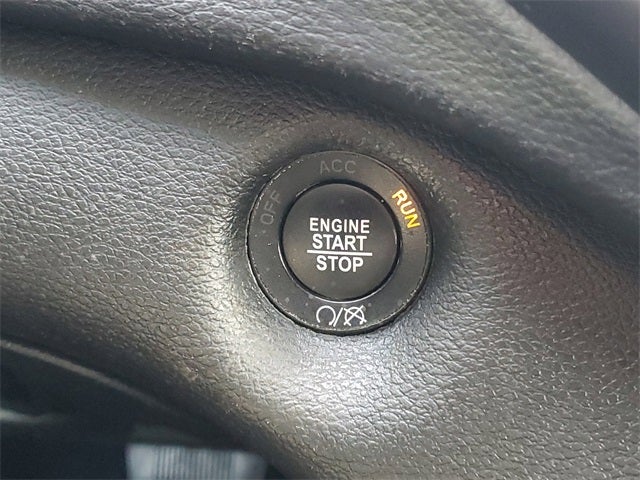 OFF
ACC
RUN
ENGINE
START
STOP